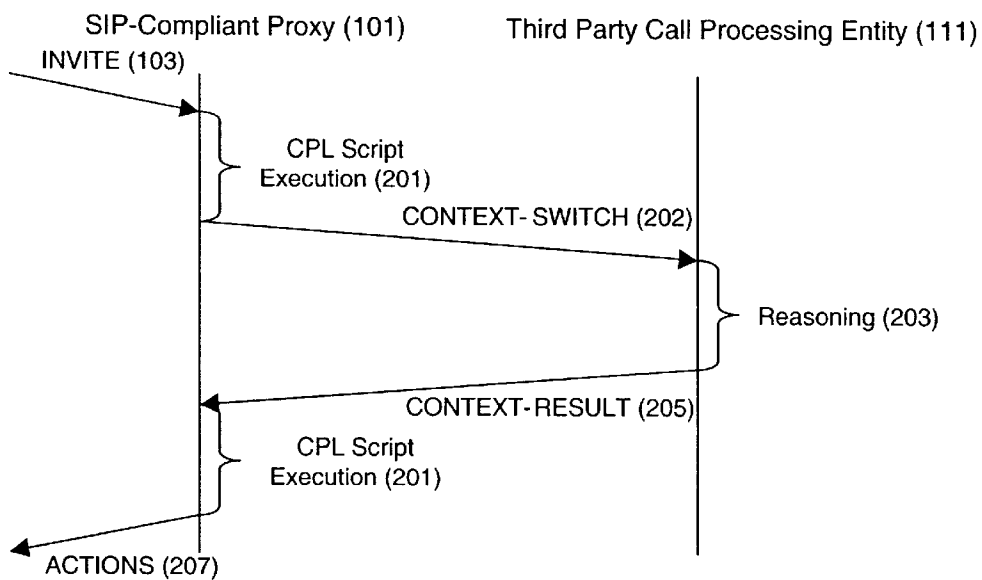 SIP-Compliant Proxy (101)
Third Party Call Processing Entity (111)
INVITE (103)
CPL Script
Execution (201)
CONTEXT-SWITCH (202)
Reasoning (203)
CONTEXT-RESULT (205)
CPL Script
Execution (201)
ACTIONS (207)